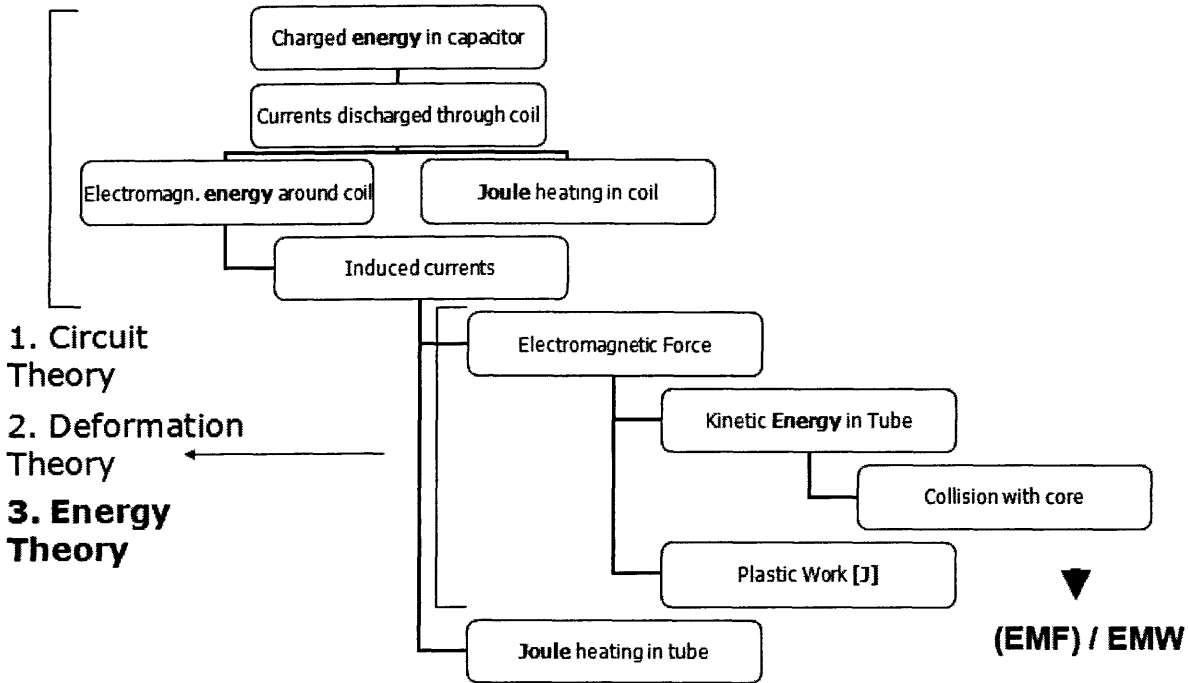 Charged energy in capacitor
Currents discharged through coil
Electromagn. energy around coil
Joule heating in coil
Induced currents
1. Circuit
Theory
Electromagnetic Force
2. Deformation
Theory
Kinetic Energy in Tube
3. Energy
Theory
Collision with core
Plastic Work [J]
Joule heating in tube
(EMF) / EMW